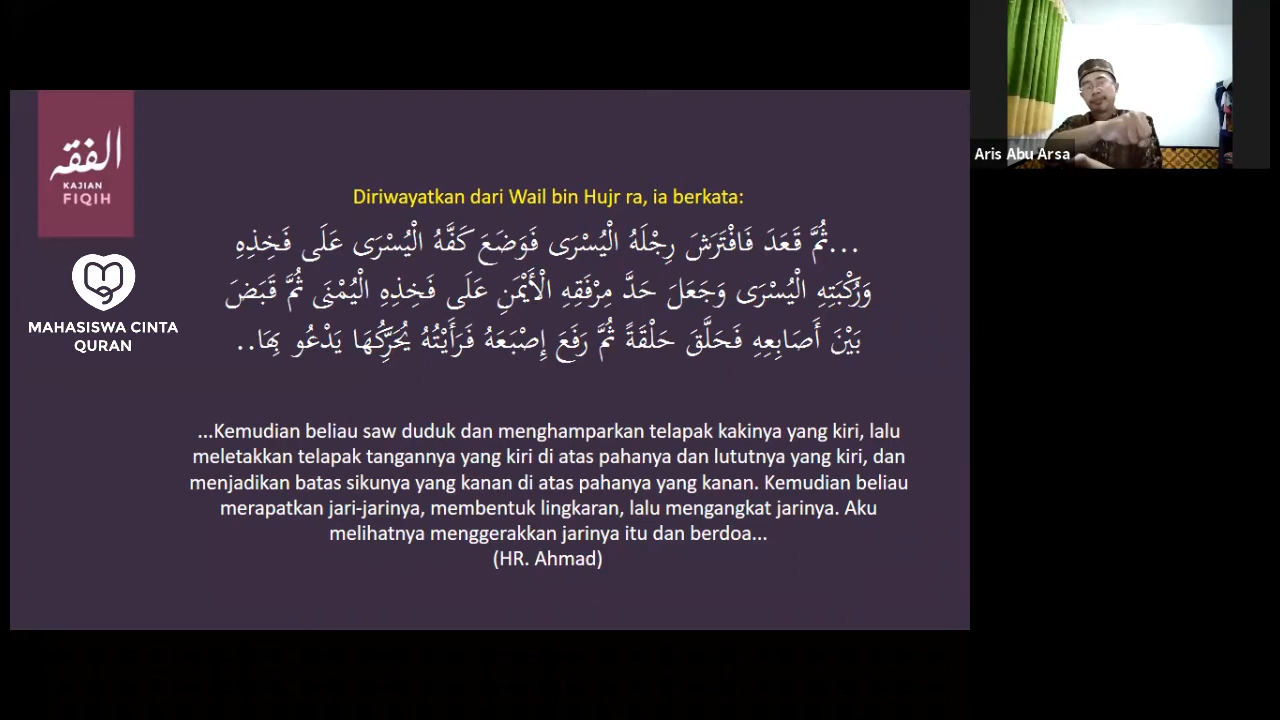 الفقه
KAJIAN
FIQIH
MAHASISWA CINTA
QURAN
Diriwayatkan dari Wail bin Hujr ra, ia berkata:
...ثُمَّ قَعَدَ فَافْتَرَشَ رِجْلَهُ الْيُسْرَى فَوَضَعَ كَفَّهُ الْيُسْرَى عَلَى فَخِذِهِ
وَرُكْبَتِهِ الْيُسْرَى وَجَعَلَ حَدَّ مِرْفَقِهِ الْأَيْمَنِ عَلَى فَخِذِهِ الْيُمْنَى ثُمَّ قَبَضَ
بَيْنَ أَصَابِعِهِ فَحَلَّقَ حَلْقَةً ثُمَّ رَفَعَ إِصْبَعَهُ فَرَأَيْتُهُ يُحَرِّكُهَا يَدْعُو بِهَا..
...Kemudian beliau saw duduk dan menghamparkan telapak kakinya yang kiri, lalu
meletakkan telapak tangannya yang kiri di atas pahanya dan lututnya yang kiri, dan
menjadikan batas sikunya yang kanan di atas pahanya yang kanan. Kemudian beliau
merapatkan jari-jarinya, membentuk lingkaran, lalu mengangkat jarinya. Aku
melihatnya menggerakkan jarinya itu dan berdoa...
(HR. Ahmad)
Aris Abu Arsa